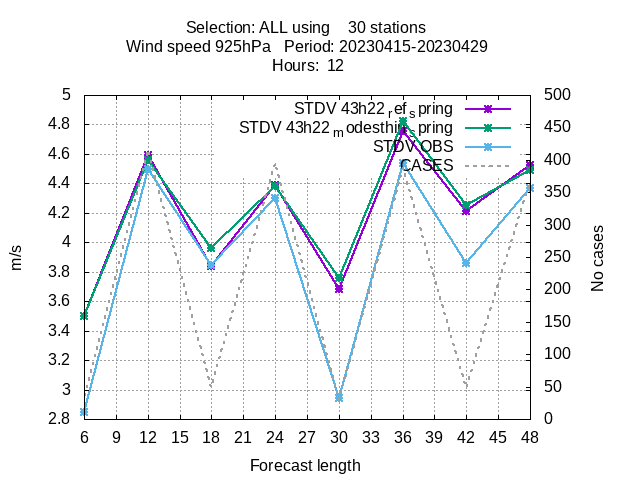 Selection: ALL using    30 stations
Wind speed 925hPa   Period: 20230415-20230429
Hours:  12
STDV 43h22 ref spring
STDV 43h22 modesthin spring
STDV OBS
CASES
5
4.8
4.6
4.4
4.2
4
3.8
3.6
3.4
3.2
3
2.8
m/s
500
450
400
350
300
250
200
150
100
50
0
No cases
6 9 12 15 18 21 24 27 30 33 36 39 42 45 48
Forecast length